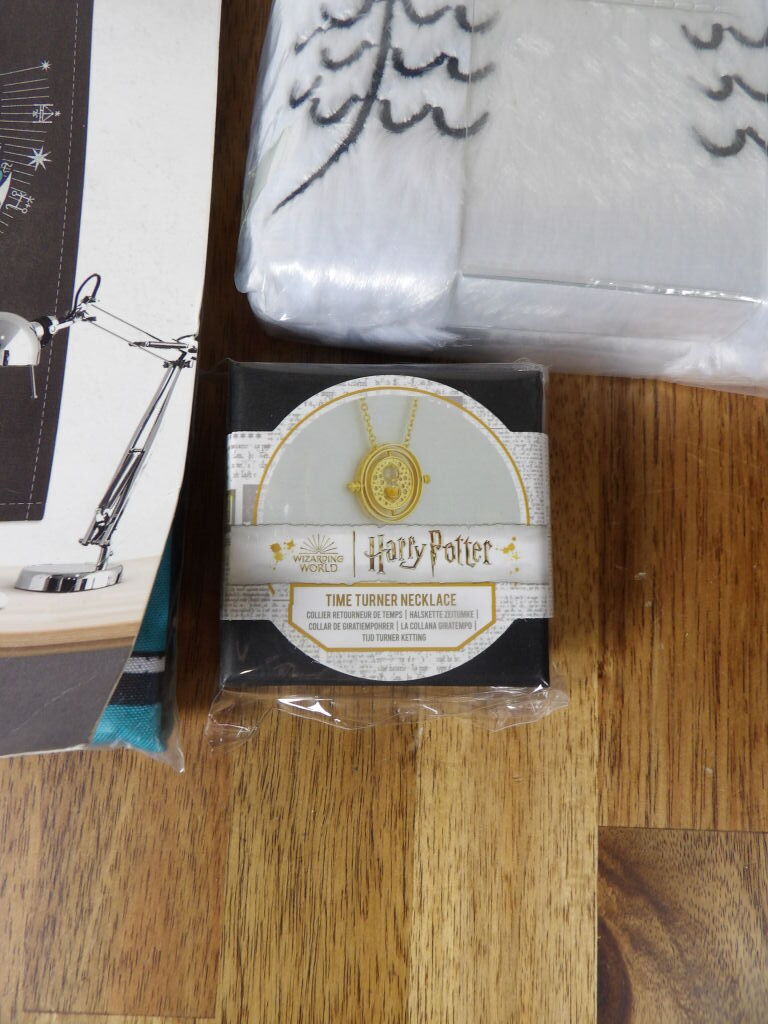 WIZARDING
WORLD
Harry Potter
TIME TURNER NECKLACE
COLLIER RETOURNEUR DE TEMPS | HALSKETTE ZEITUMKE |
COLLAR DE GIRATIEMPOHRER | LA COLLANA GIRATEMPO |
TIJD TURNER KETTING